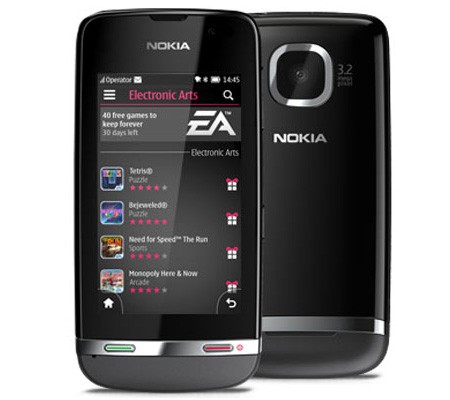 NOKIA
Operator
14:45
Electronic Arts
40 free games to
keep forever
30 days left
EA™
Electronic Arts
Tetris®
Puzzle
Bejeweled®
Puzzle
Need for Speed™ The Run
Sports
Monopoly Here & Now
Arcade
3.2
mega
pixel
NOKIA